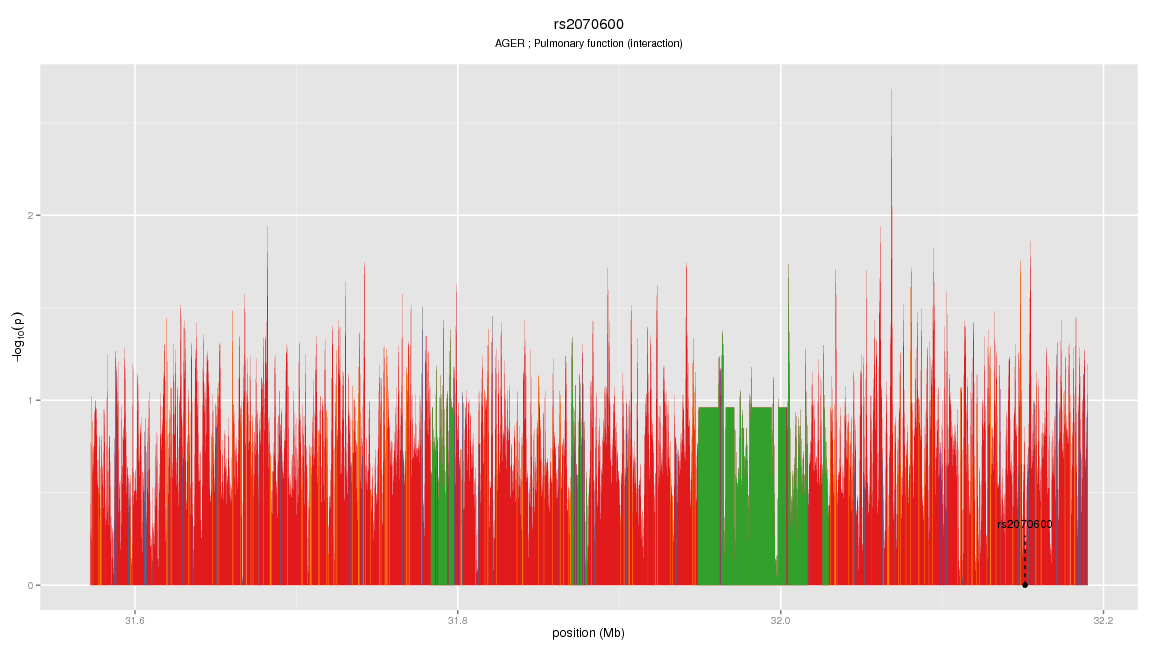 rs2070600
AGER ; Pulmonary function (interaction)
−log10(p)
2
1
0
rs2070600
31.6
31.8
32.0
32.2
position (Mb)